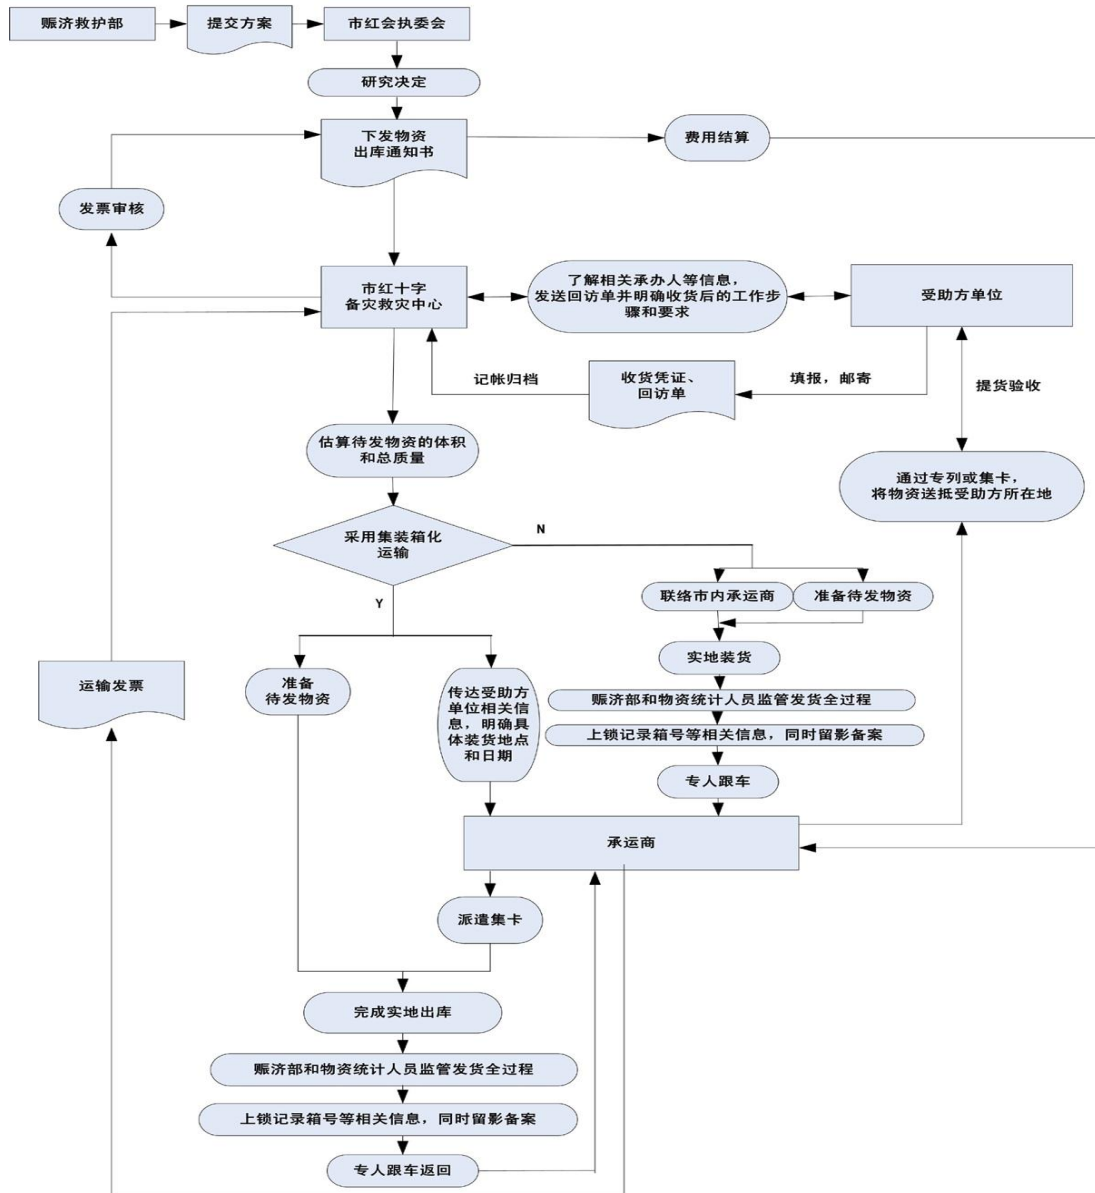 赈济救护部
提交方案
市红会执委会
研究决定
下发物资
出库通知书
费用结算
发票审核
市红十字
备灾救灾中心
了解相关承办人等信息，
发送回访单并明确收货后的工作步
骤和要求
受助方单位
记帐归档
收货凭证、
回访单
填报，邮寄
提货验收
估算待发物资的体积
和总质量
通过专列或集卡，
将物资送抵受助方所在地
采用集装箱化
运输
N
Y
联络市内承运商
准备待发物资
实地装货
运输发票
准备
待发物资
传达受助方
单位相关信
息，明确具
体装货地点
和日期
赈济部和物资统计人员监管发货全过程
上锁记录箱号等相关信息，同时留影备案
专人跟车
承运商
派遣集卡
完成实地出库
赈济部和物资统计人员监管发货全过程
上锁记录箱号等相关信息，同时留影备案
专人跟车返回